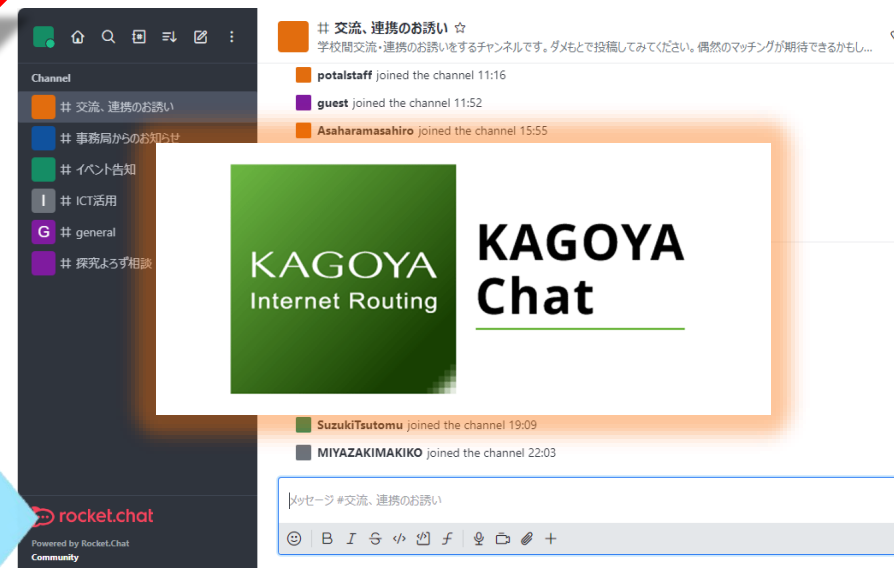 # 交流、連携のお誘い ☆
学校間交流・連携のお誘いをするチャンネルです。ダメもとで投稿してみてください。偶然のマッチングが期待できるかもし...
Channel
# 交流、連携のお誘い
# 事務局からのお知らせ
# イベント告知
I # ICT活用
G # general
# 探究よろず相談
potalstaff joined the channel 11:16
guest joined the channel 11:52
Asaharamasahiro joined the channel 15:55
KAGOYA
Internet Routing
KAGOYA
Chat
SuzukiTsutomu joined the channel 19:09
MIYAZAKIMAKIKO joined the channel 22:03
メッセージ #交流、連携のお誘い
B I S </> f +
rocket.chat
Powered by Rocket.Chat
Community